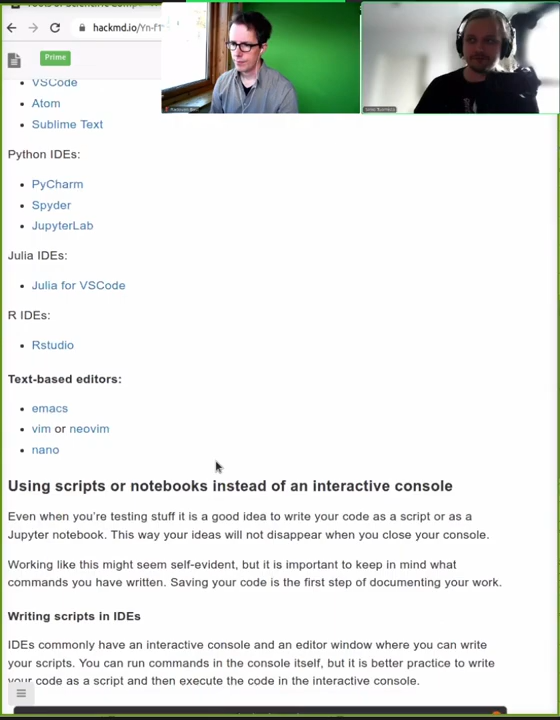 hackmd.io/Yn-f1
Prime
VSCode
Atom
Sublime Text
Python IDEs:
PyCharm
Spyder
JupyterLab
Julia IDEs:
Julia for VSCode
R IDEs:
Rstudio
Text-based editors:
emacs
vim or neovim
nano
Using scripts or notebooks instead of an interactive console
Even when you're testing stuff it is a good idea to write your code as a script or as a
Jupyter notebook. This way your ideas will not disappear when you close your console.
Working like this might seem self-evident, but it is important to keep in mind what
commands you have written. Saving your code is the first step of documenting your work.
Writing scripts in IDEs
IDEs commonly have an interactive console and an editor window where you can write
your scripts. You can run commands in the console itself, but it is better practice to write
your code as a script and then execute the code in the interactive console.